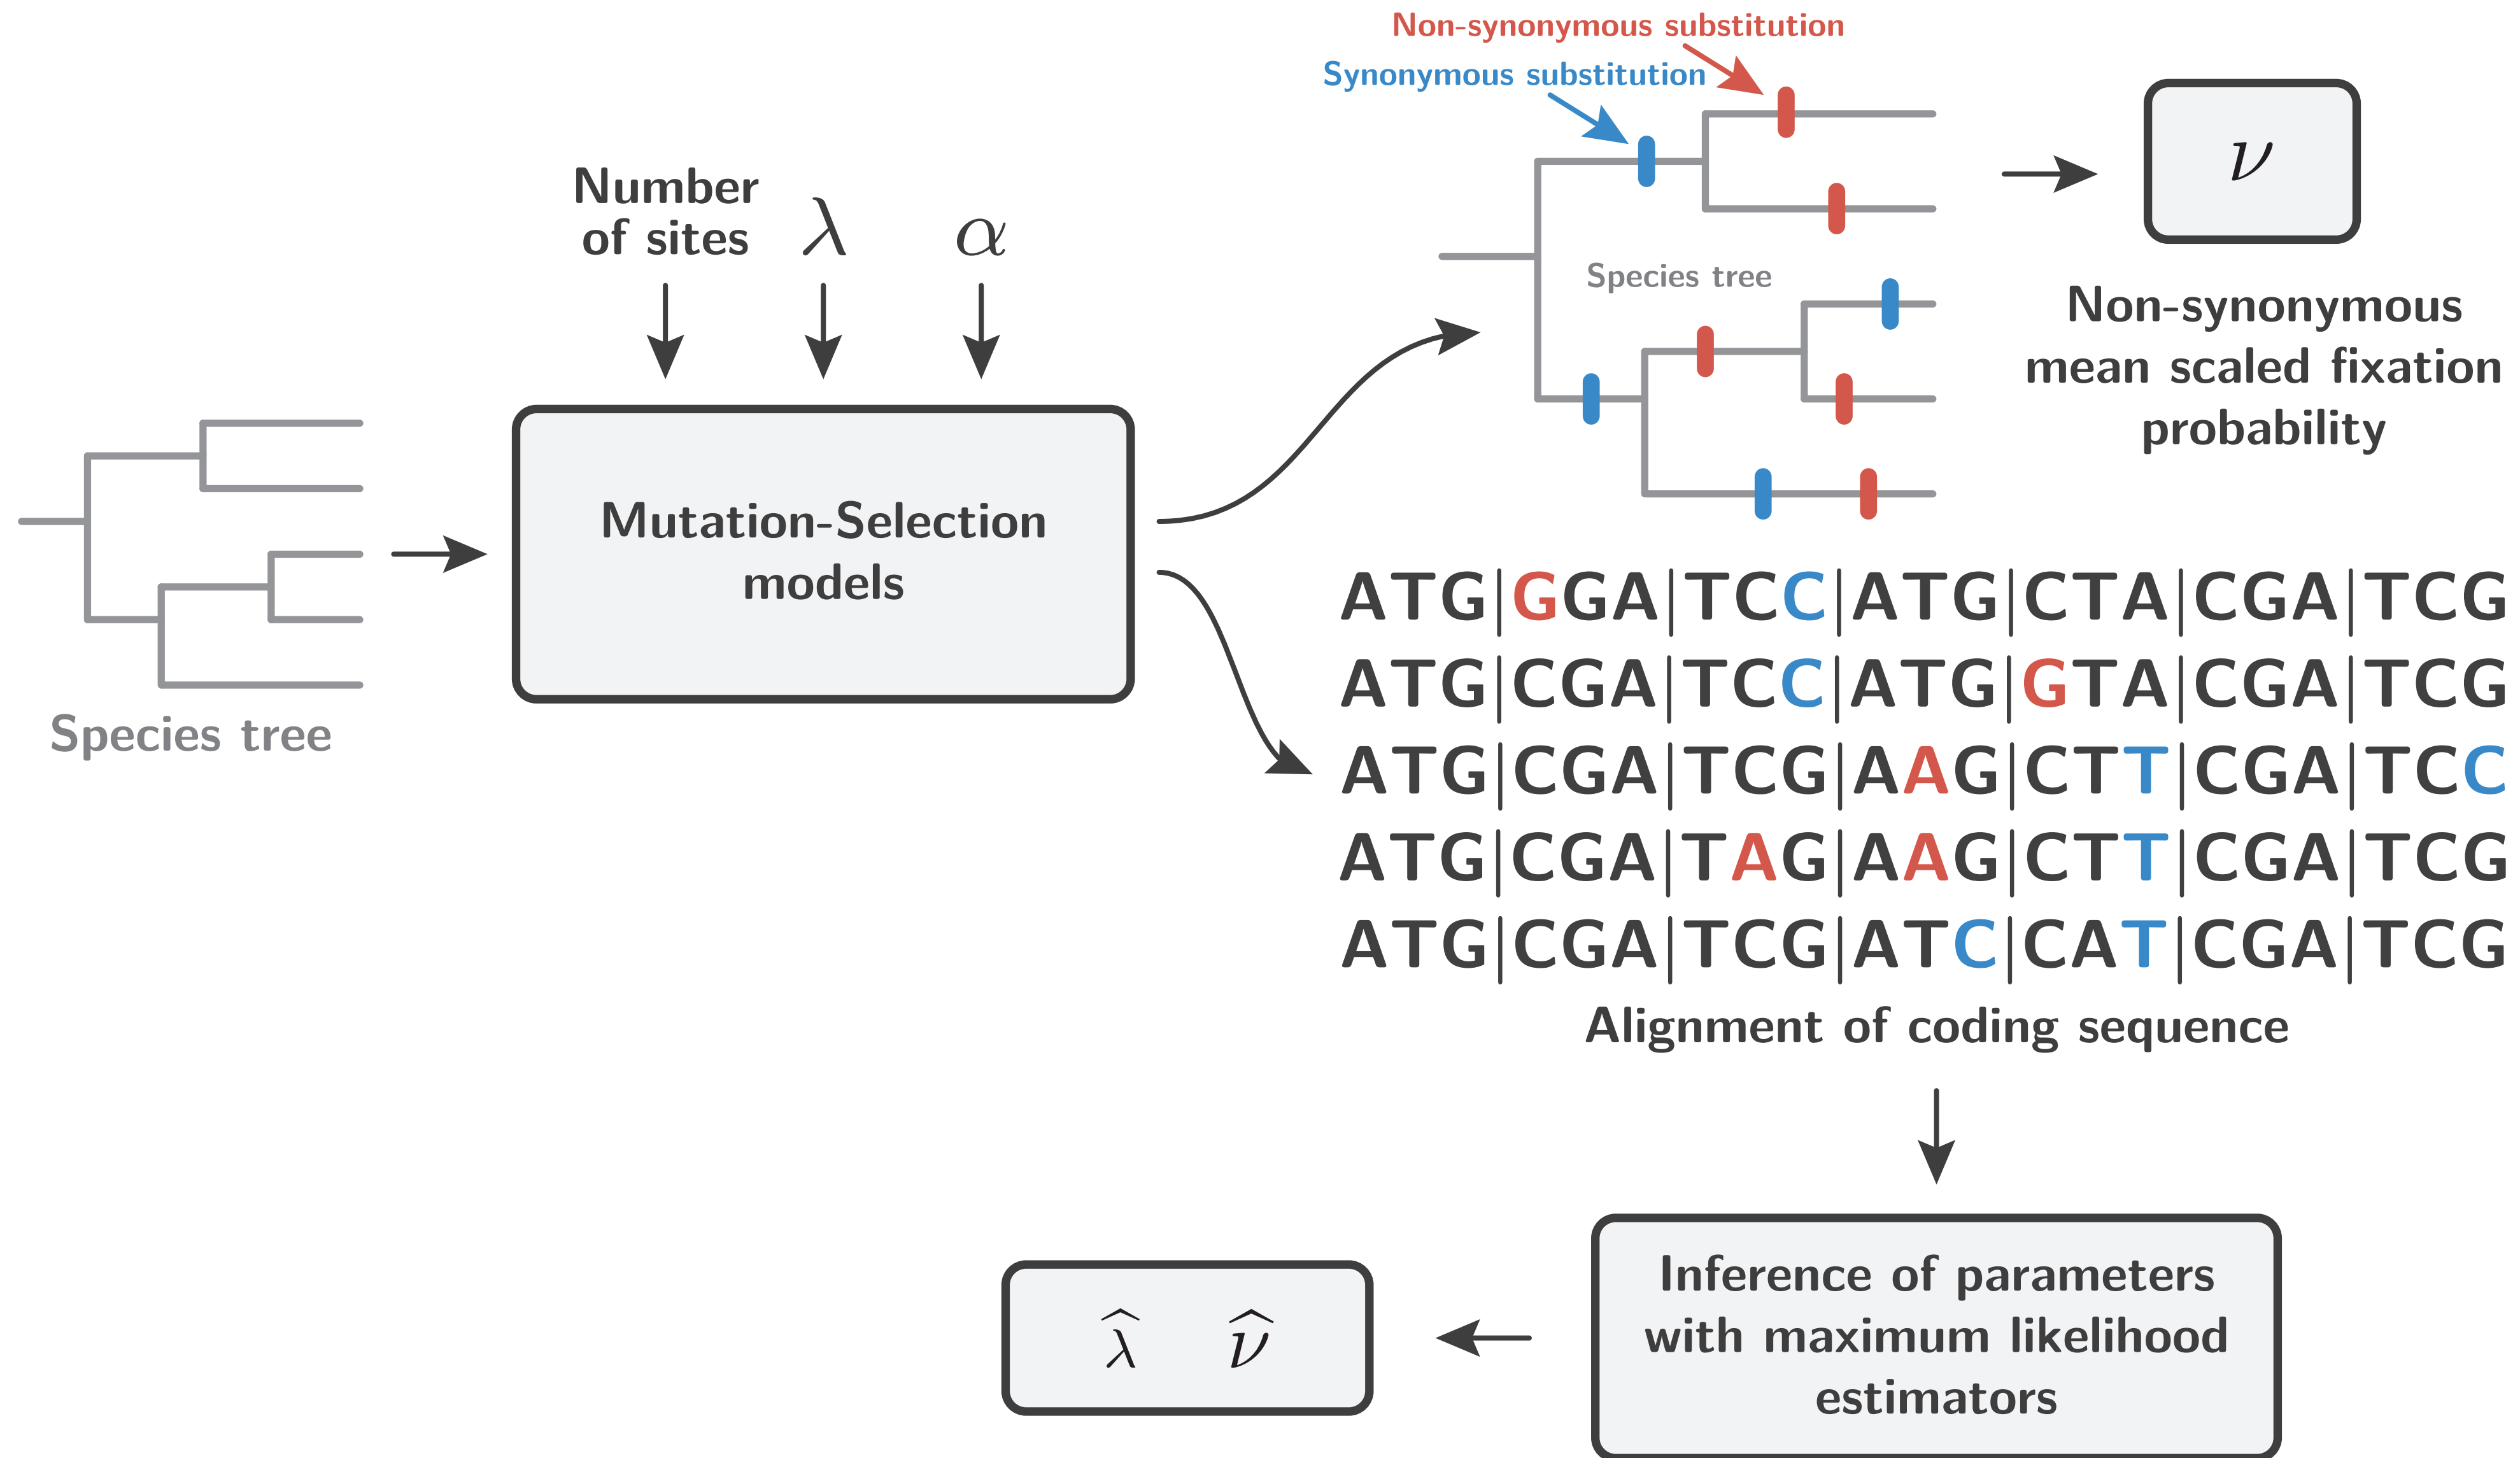 Non-synonymous substitution
Synonymous substitution
Number
of sites
λ
α
ν
Species tree
Non-synonymous
mean scaled fixation
probability
Mutation-Selection
models
Species tree
ATG|GGA|TCC|ATG|CTA|CGA|TCG
ATG|CGA|TCC|ATG|GTA|CGA|TCG
ATG|CGA|TCG|AAG|CTT|CGA|TCC
ATG|CGA|TAG|AAG|CTT|CGA|TCG
ATG|CGA|TCG|ATC|CAT|CGA|TCG
Alignment of coding sequence
Inference of parameters
with maximum likelihood
estimators
λ̂ ν̂